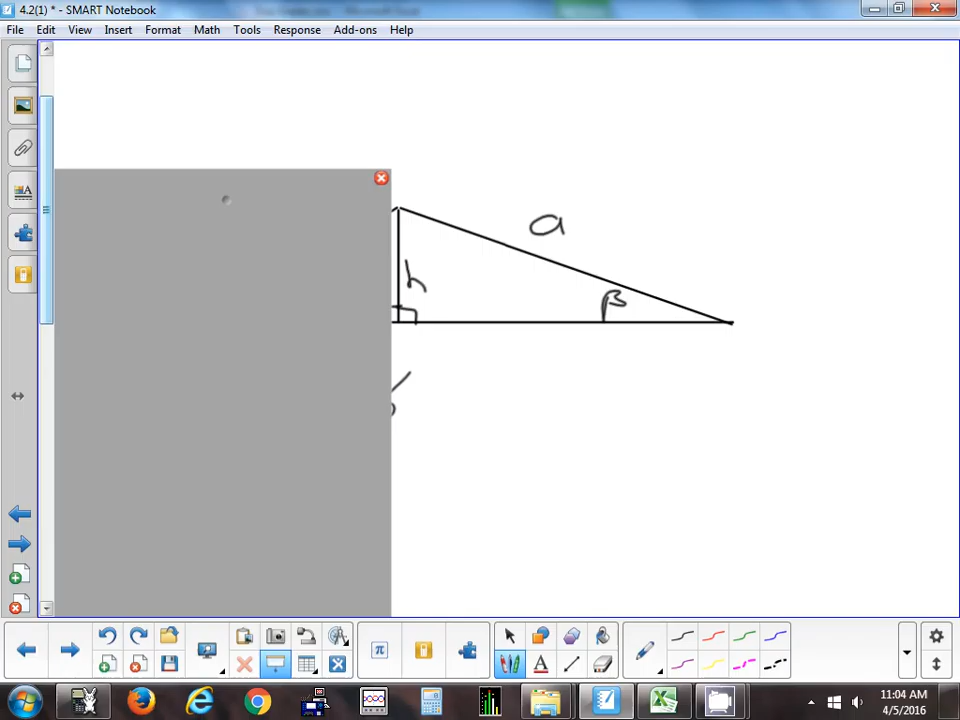 4.2(1) * - SMART Notebook
File Edit View Insert Format Math Tools Response Add-ons Help
a
h
β
π
A
11:04 AM
4/5/2016